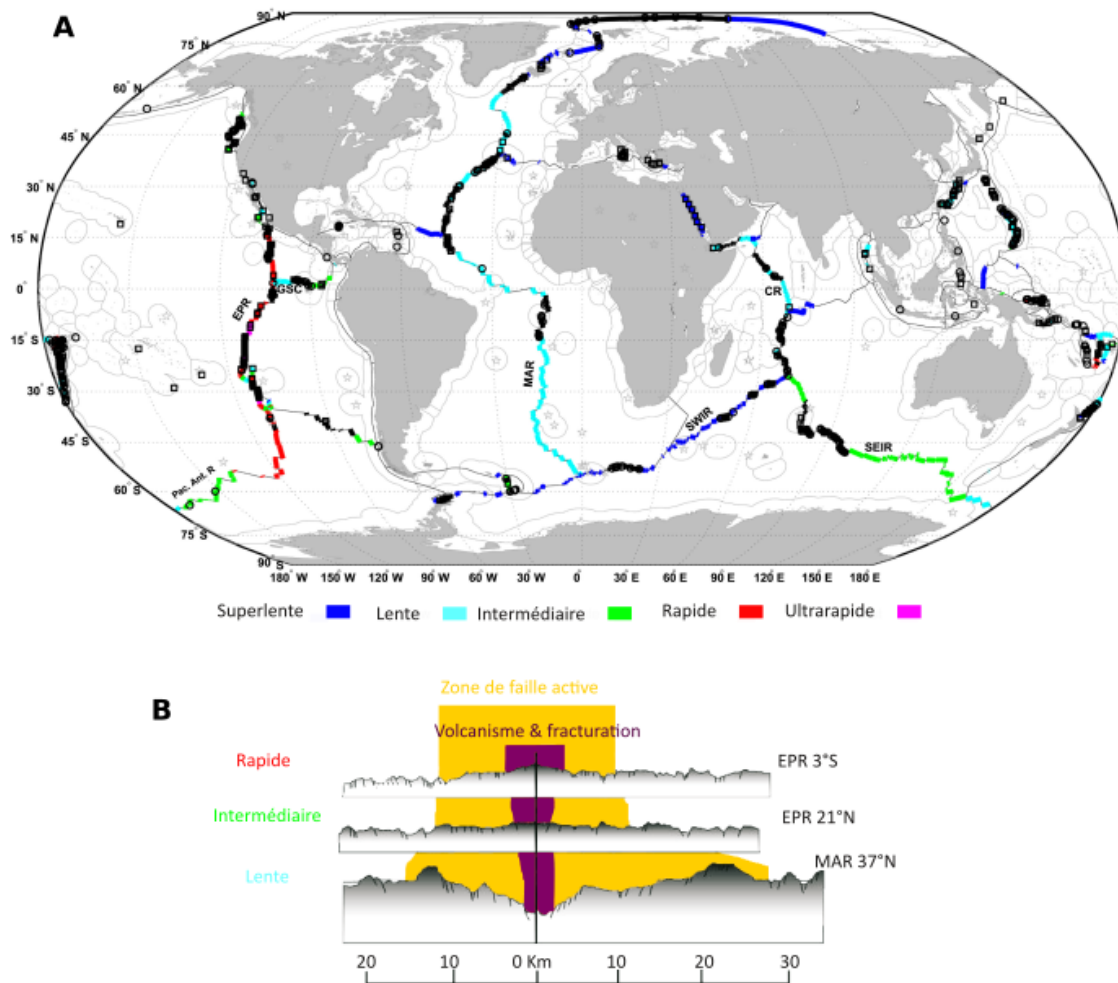 A
90°N
75° N
60° N
45° N
30° N
15° N
0°
15° S
30° S
45° S
60° S
75° S
90° S
EPR
GSC
MAR
CR
SWIR
SEIR
Pac. Ant. R
180° W 150° W 120° W 90° W 60° W 30° W 0° 30 E 60 E 90 E 120 E 150 E 180 E
Superlente Lente Intermédiaire Rapide Ultrarapide
B
Zone de faille active
Volcanisme & fracturation
Rapide EPR 3°S
Intermédiaire EPR 21°N
Lente MAR 37°N
20 10 0 Km 10 20 30